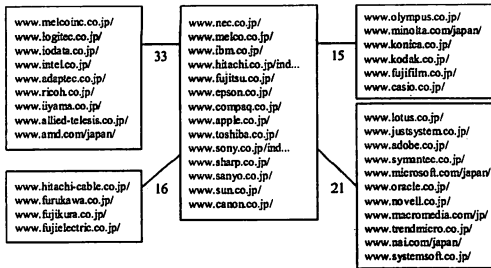 www.melcoinc.co.jp/
www.logitec.co.jp/
www.iodata.co.jp/
www.intel.co.jp/
www.adaptec.co.jp/
www.ricoh.co.jp/
www.iiyama.co.jp/
www.allied-telesis.co.jp/
www.amd.com/japan/
33
www.hitachi-cable.co.jp/
www.furukawa.co.jp/
www.fujikura.co.jp/
www.fujielectric.co.jp/
16
www.nec.co.jp/
www.melco.co.jp/
www.ibm.co.jp/
www.hitachi.co.jp/ind...
www.fujitsu.co.jp/
www.epson.co.jp/
www.compaq.co.jp/
www.apple.co.jp/
www.toshiba.co.jp/
www.sony.co.jp/ind...
www.sharp.co.jp/
www.sanyo.co.jp/
www.sun.co.jp/
www.canon.co.jp/
15
www.olympus.co.jp/
www.minolta.com/japan/
www.konica.co.jp/
www.kodak.co.jp/
www.fujifilm.co.jp/
www.casio.co.jp/
21
www.lotus.co.jp/
www.justsystem.co.jp/
www.adobe.co.jp/
www.symantec.co.jp/
www.microsoft.com/japan/
www.oracle.co.jp/
www.novell.co.jp/
www.macromedia.com/jp/
www.trendmicro.co.jp/
www.nai.com/japan/
www.systemsoft.co.jp/